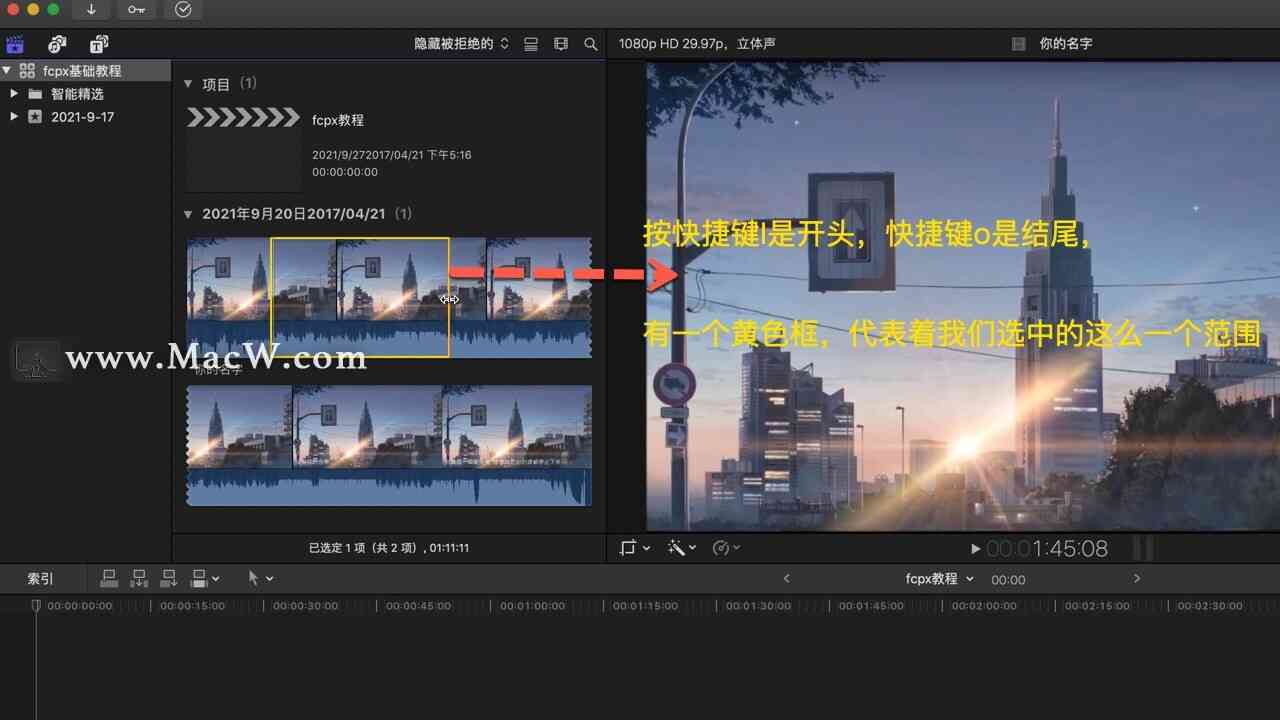 隐藏被拒绝的
1080p HD 29.97p，立体声
你的名字
fcpx基础教程
智能精选
2021-9-17
项目 (1)
fcpx教程
2021/9/272017/04/21 下午5:16
00:00:00:00
2021年9月20日2017/04/21 (1)
按快捷键I是开头，快捷键o是结尾，
有一个黄色框，代表着我们选中的这么一个范围
www.MacW.com
你的名字
已选定 1 项（共 2 项）, 01:11:11
00:01:45:08
索引
fcpx教程
00:00
00:00:00:00
00:00:15:00
00:00:30:00
00:00:45:00
00:01:00:00
00:01:15:00
00:01:30:00
00:01:45:00
00:02:00:00
00:02:15:00
00:02:30:00